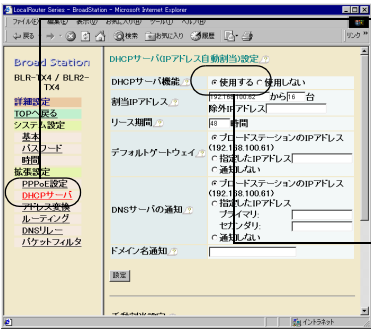 LocalRouter Series - BroadStation - Microsoft Internet Explorer
ファイル(F) 編集(E) 表示(V) お気に入り(A) ツール(T) ヘルプ(H)
戻る 検索 お気に入り 履歴 リンク
Broad Station
BLR-TX4 / BLR2-TX4
詳細設定
TOPへ戻る
システム設定
基本
パスワード
時間
拡張設定
PPPoE設定
DHCPサーバ
アドレス変換
ルーティング
DNSリレー
パケットフィルタ
DHCPサーバ(IPアドレス自動割当)設定
DHCPサーバ機能 使用する 使用しない
割当IPアドレス 192.168.100.62 から 16 台
除外IPアドレス
リース期間 48 時間
デフォルトゲートウェイ ブロードステーションのIPアドレス
(192.168.100.61)
指定したIPアドレス
通知しない
DNSサーバの通知 ブロードステーションのIPアドレス
(192.168.100.61)
指定したIPアドレス
プライマリ:
セカンダリ:
通知しない
ドメイン名通知
設定
イントラネット